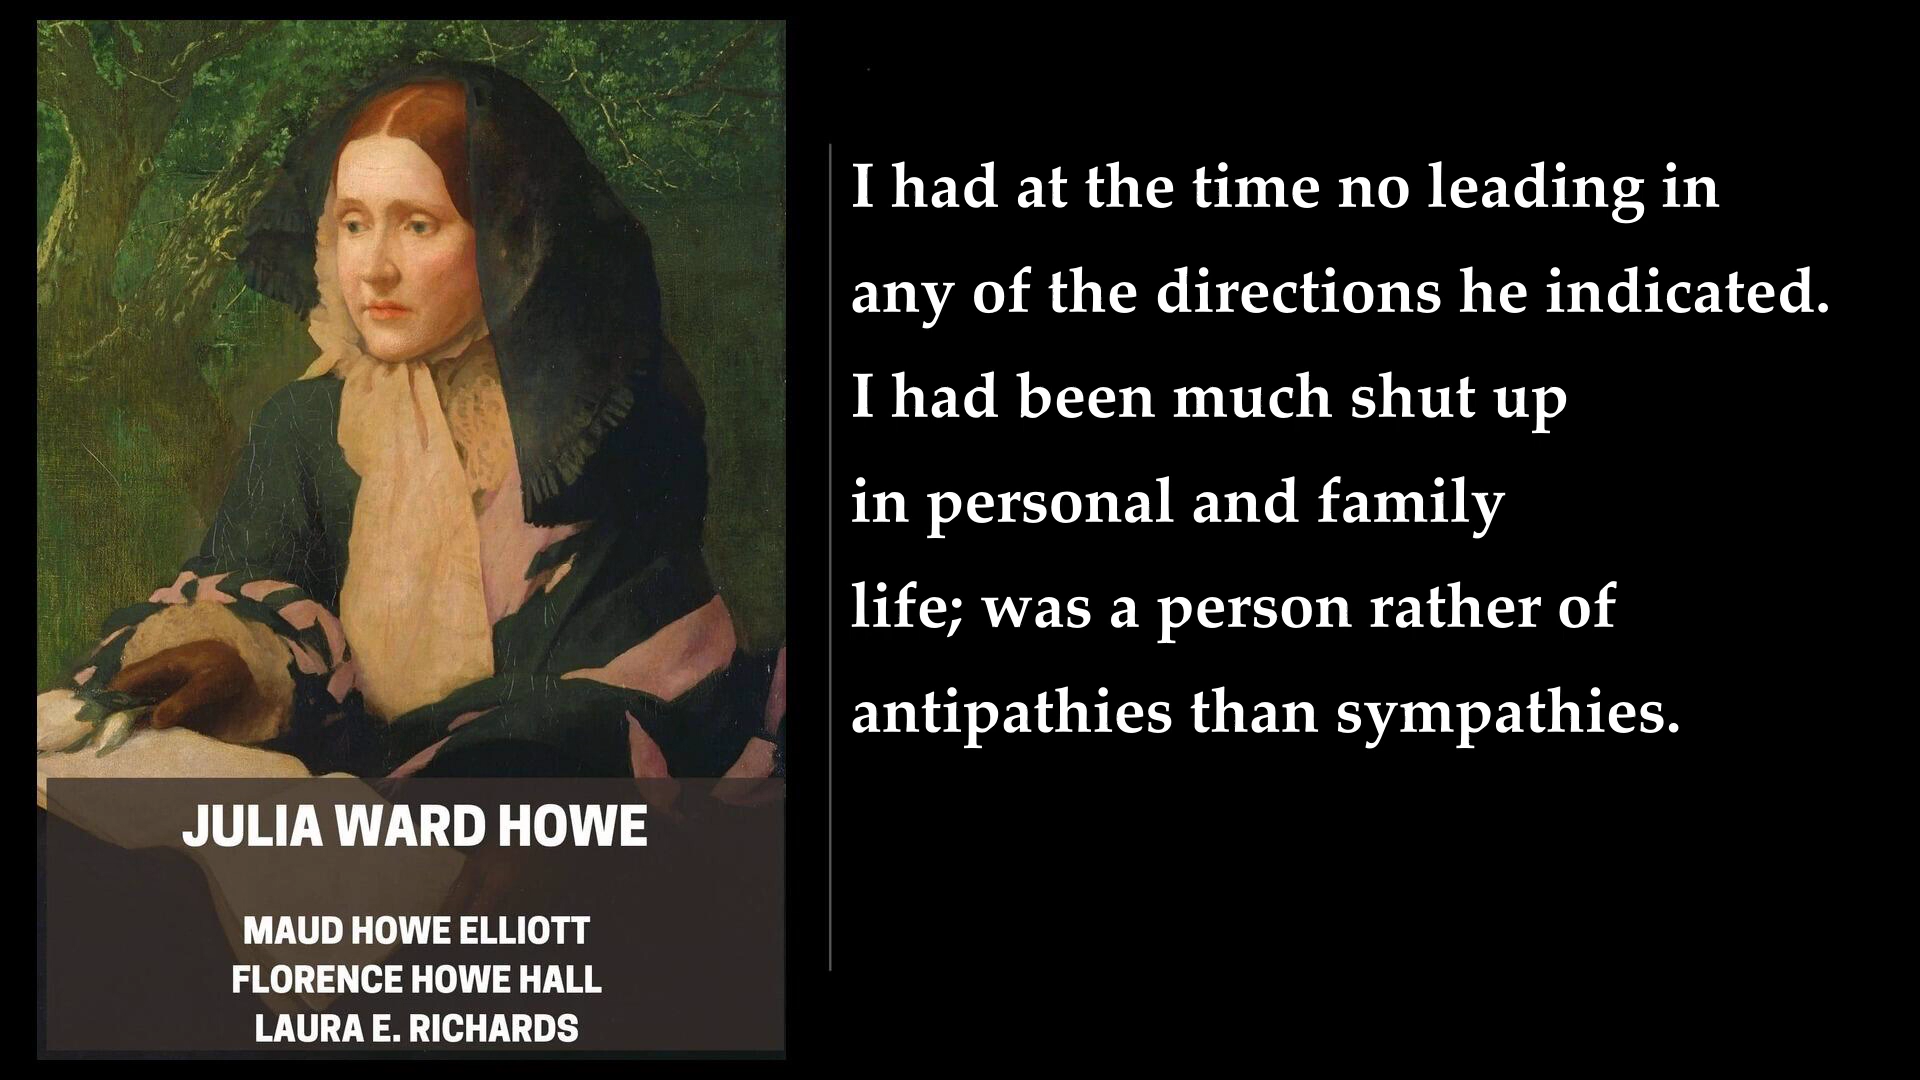 JULIA WARD HOWE
MAUD HOWE ELLIOTT
FLORENCE HOWE HALL
LAURA E. RICHARDS
I had at the time no leading in
any of the directions he indicated.
I had been much shut up
in personal and family
life; was a person rather of
antipathies than sympathies.